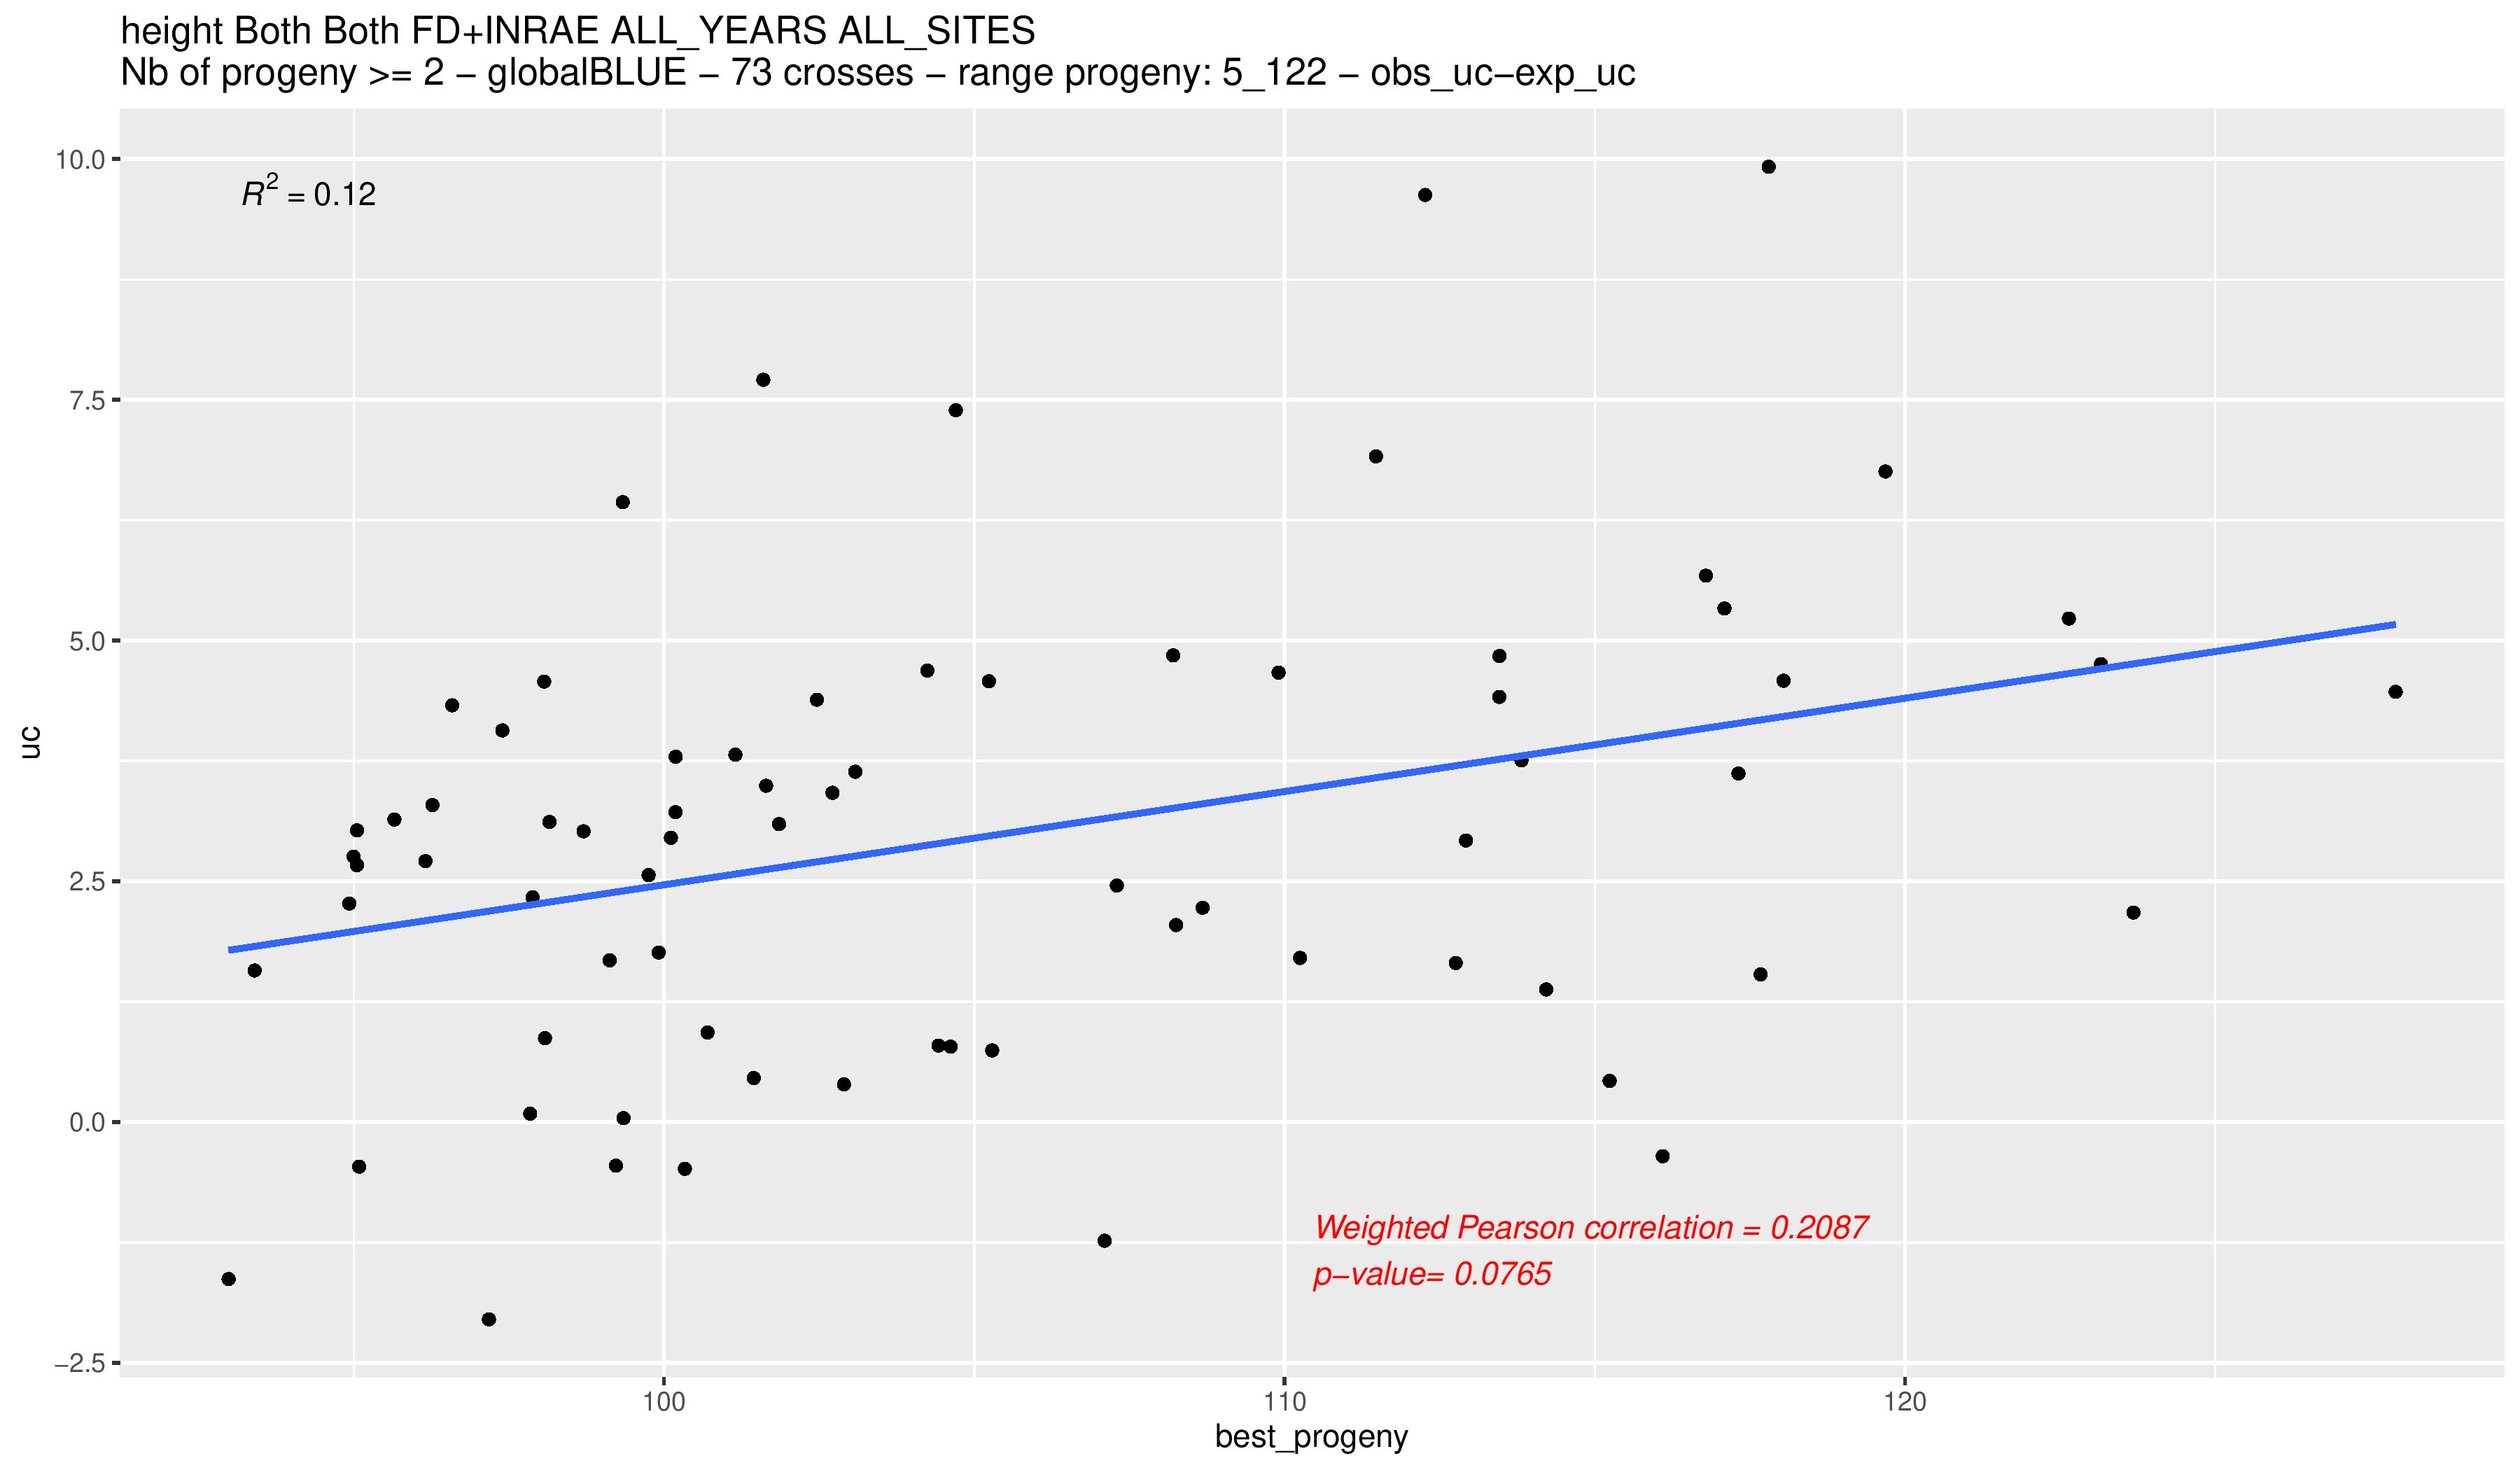 height Both Both FD+INRAE ALL_YEARS ALL_SITES
Nb of progeny >= 2 − globalBLUE − 73 crosses − range progeny: 5_122 − obs_uc−exp_uc
10.0
R² = 0.12
7.5
5.0
uc
2.5
0.0
Weighted Pearson correlation = 0.2087
p−value= 0.0765
−2.5
100
110
120
best_progeny